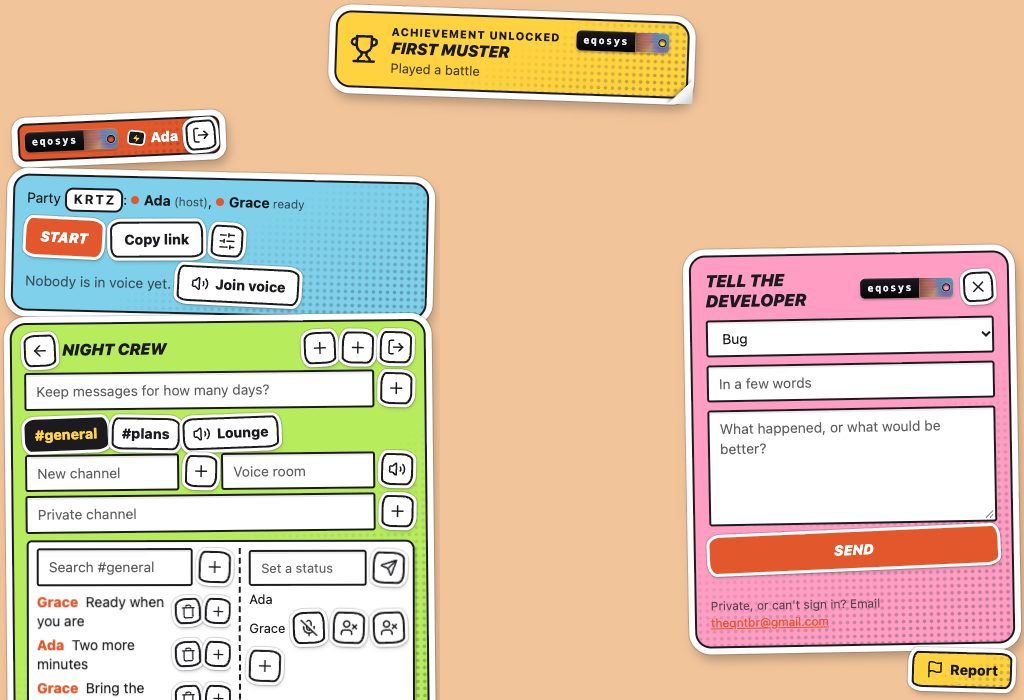 ACHIEVEMENT UNLOCKED
eqosys
FIRST MUSTER
Played a battle
eqosys
Ada
Party KRTZ: Ada (host), Grace ready
START
Copy link
Nobody is in voice yet.
Join voice
NIGHT CREW
Keep messages for how many days?
#general
#plans
Lounge
New channel
Voice room
Private channel
Search #general
Grace Ready when
you are
Ada Two more
minutes
Grace Bring the
Set a status
Ada
Grace
TELL THE
DEVELOPER
eqosys
Bug
In a few words
What happened, or what would be
better?
SEND
Private, or can't sign in? Email
theqntbr@gmail.com
Report